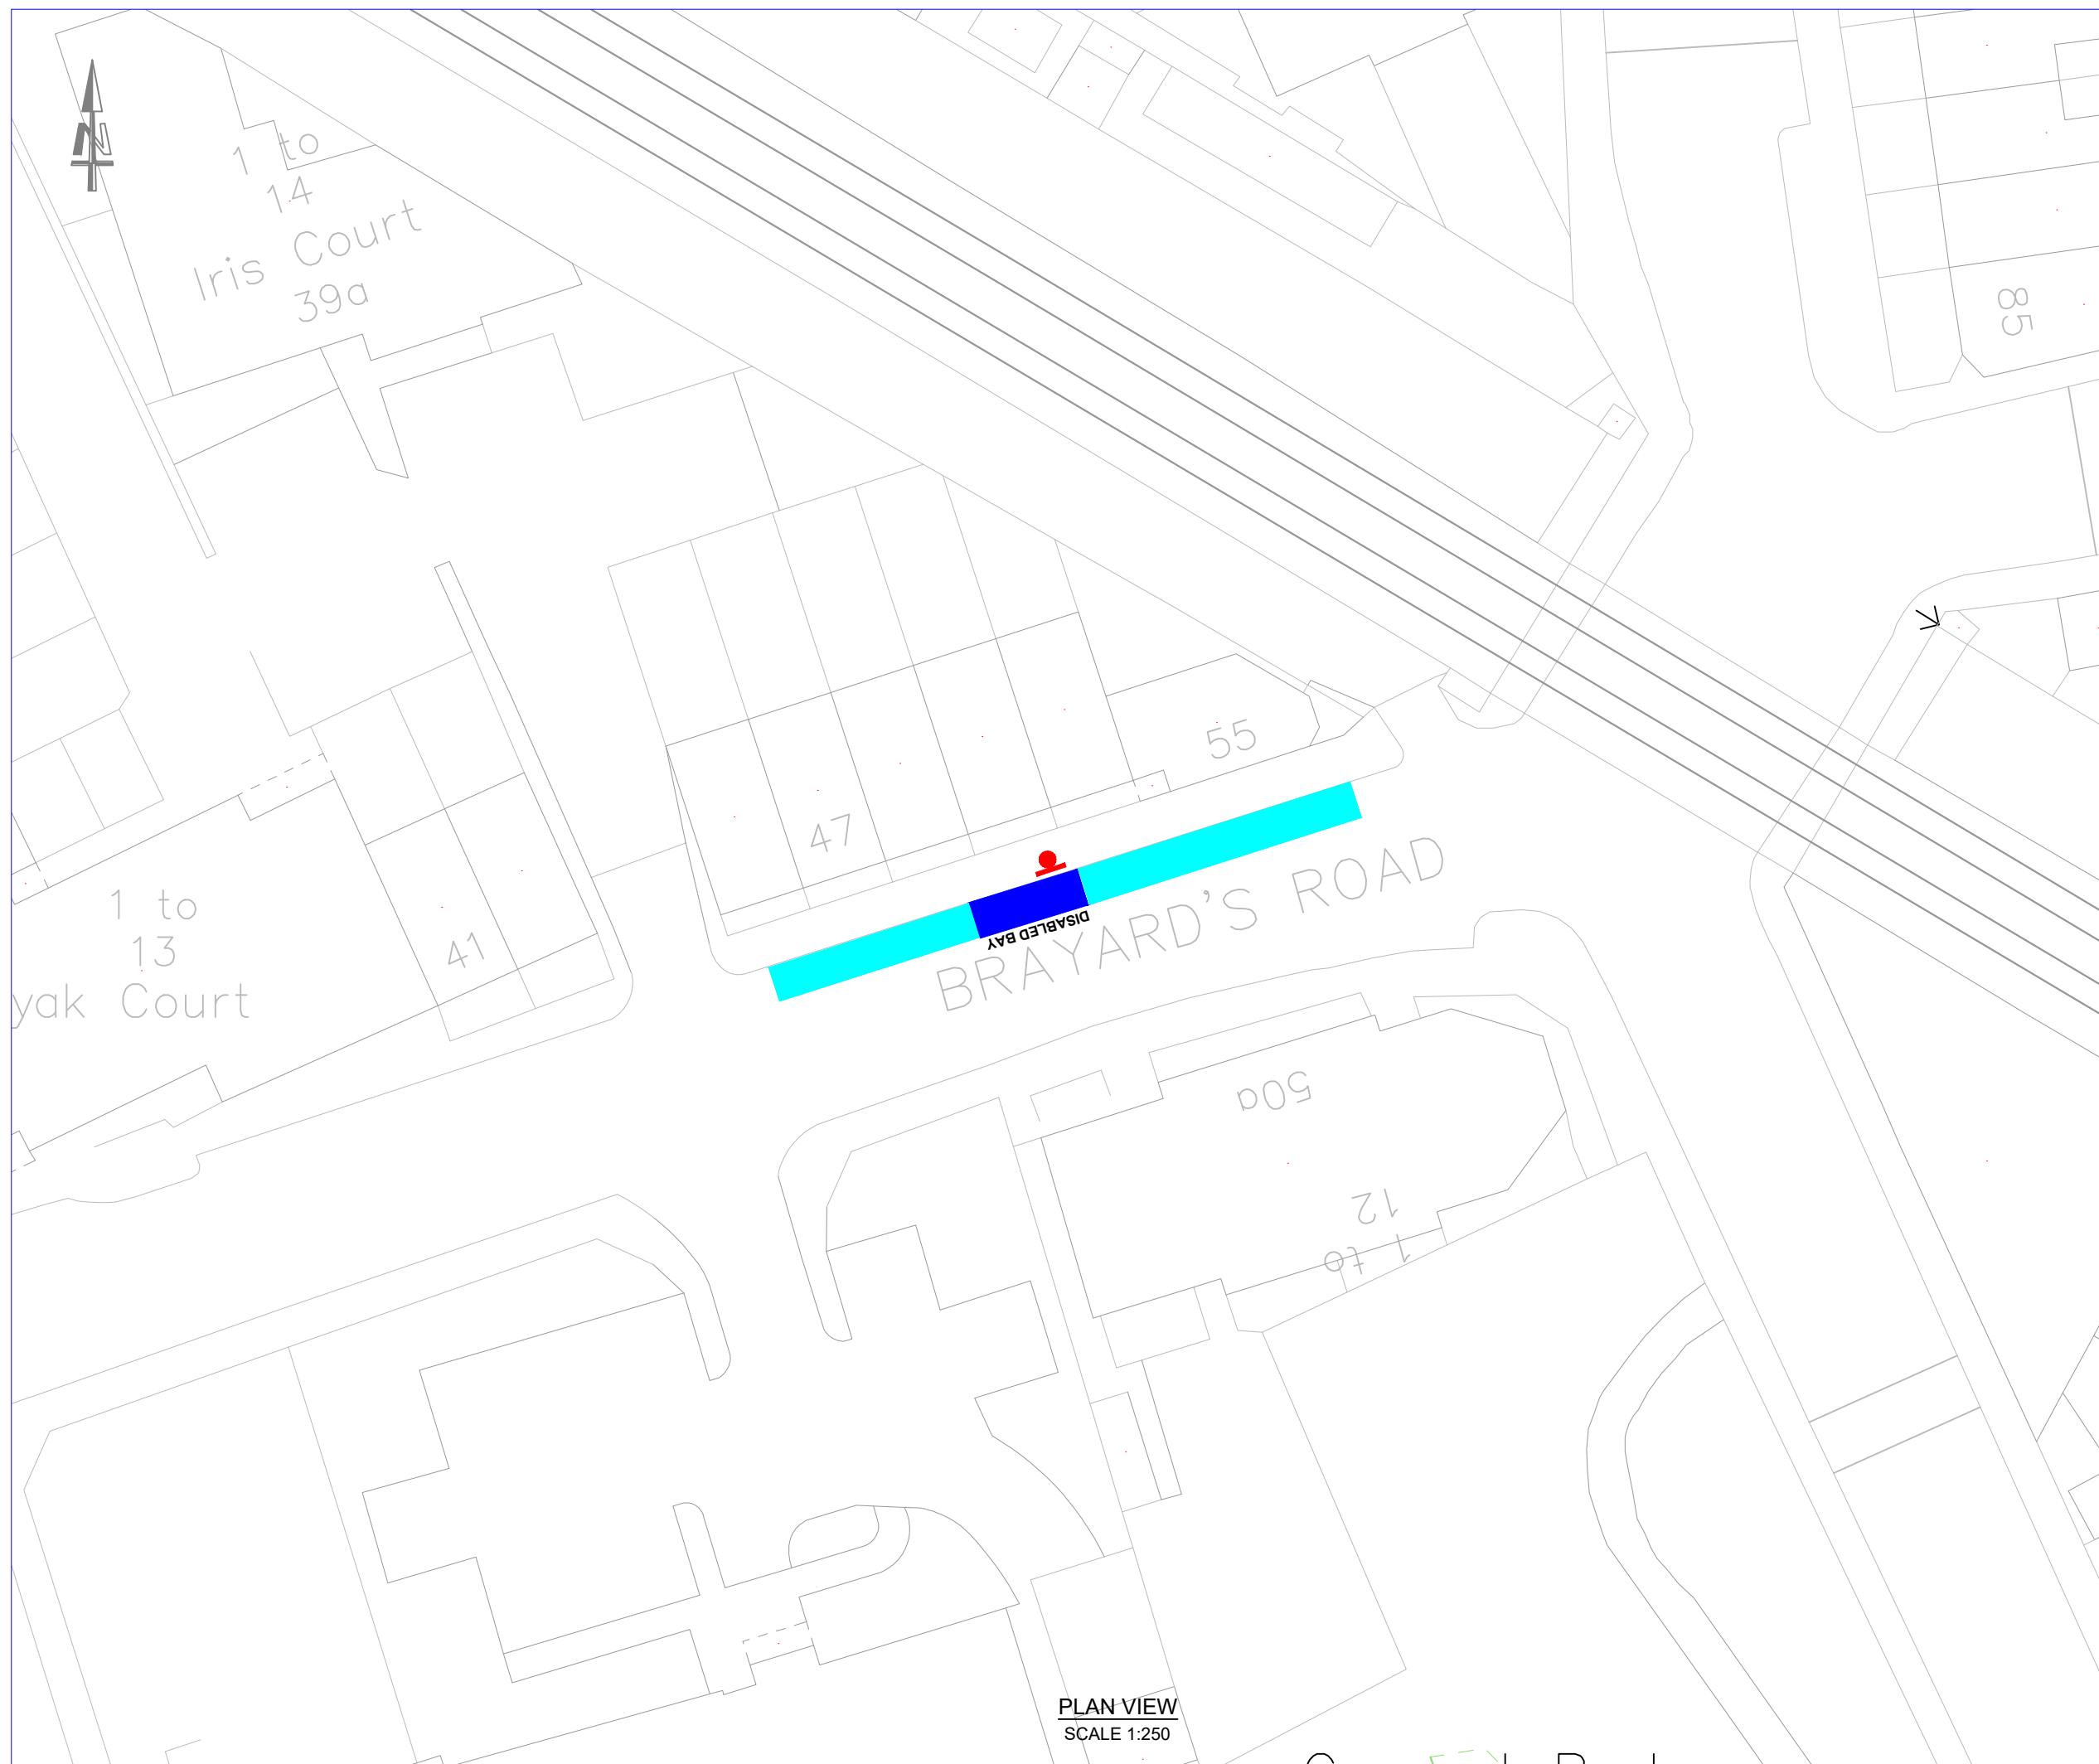 N
1 to
14
Iris Court
39a
85
55
47
41
1 to
13
yak Court
DISABLED BAY
BRAYARD'S ROAD
50a
1 to
12
PLAN VIEW
SCALE 1:250